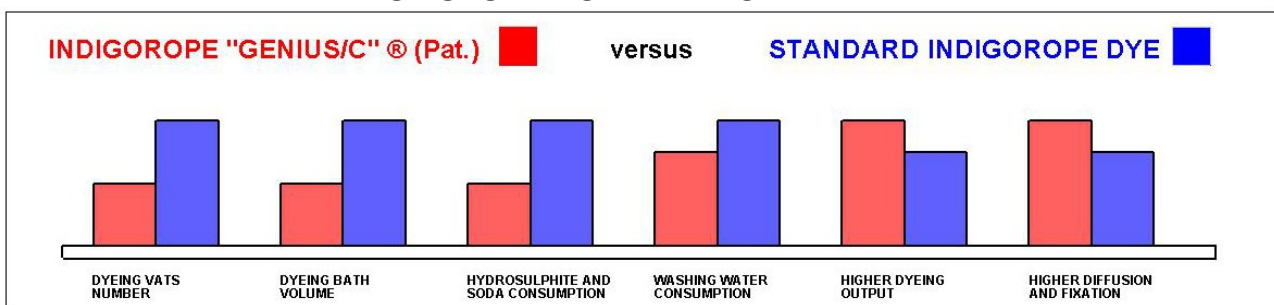 INDIGOROPE "GENIUS/C" ® (Pat.) versus STANDARD INDIGOROPE DYE
DYEING VATS
NUMBER
DYEING BATH
VOLUME
HYDROSULPHITE AND
SODA CONSUMPTION
WASHING WATER
CONSUMPTION
HIGHER DYEING
OUTPUT
HIGHER DIFFUSION
AND FIXATION